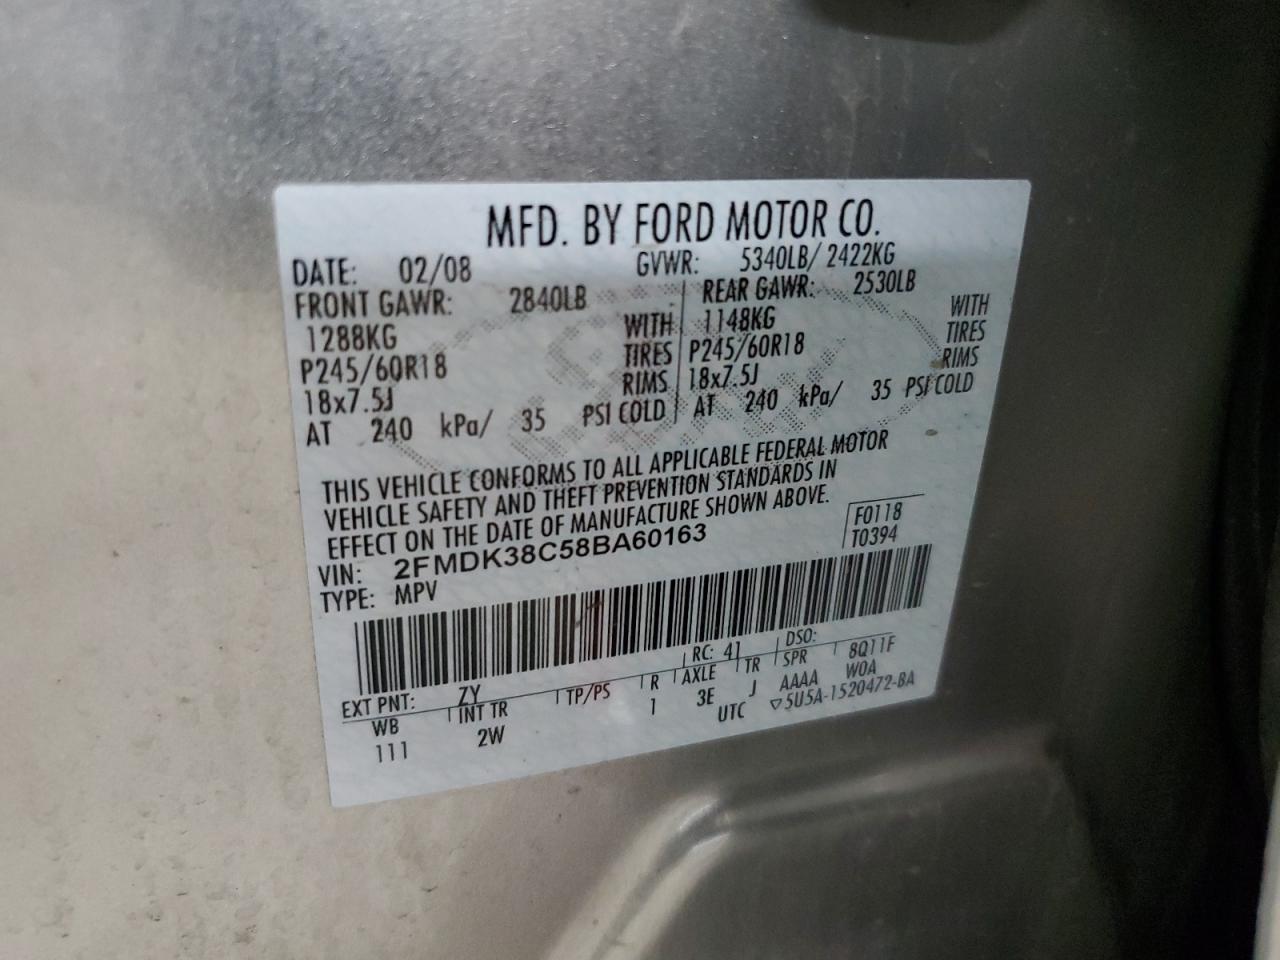 MFD. BY FORD MOTOR CO.
DATE: 02/08 GVWR: 5340LB/ 2422KG
FRONT GAWR: 2840LB REAR GAWR: 2530LB
1288KG WITH 1148KG WITH
P245/60R18 TIRES P245/60R18 TIRES
18x7.5J RIMS 18x7.5J RIMS
AT 240 kPa/ 35 PSI COLD AT 240 kPa/ 35 PSI COLD
THIS VEHICLE CONFORMS TO ALL APPLICABLE FEDERAL MOTOR
VEHICLE SAFETY AND THEFT PREVENTION STANDARDS IN
EFFECT ON THE DATE OF MANUFACTURE SHOWN ABOVE.
VIN: 2FMDK38C58BA60163 F0118
TYPE: MPV T0394
EXT PNT: ZY RC: 41 DSO:
WB INT TR TP/PS R AXLE TR SPR 8Q11F
111 2W 1 3E J AAAA W0A
UTC ▽5U5A-1520472-BA